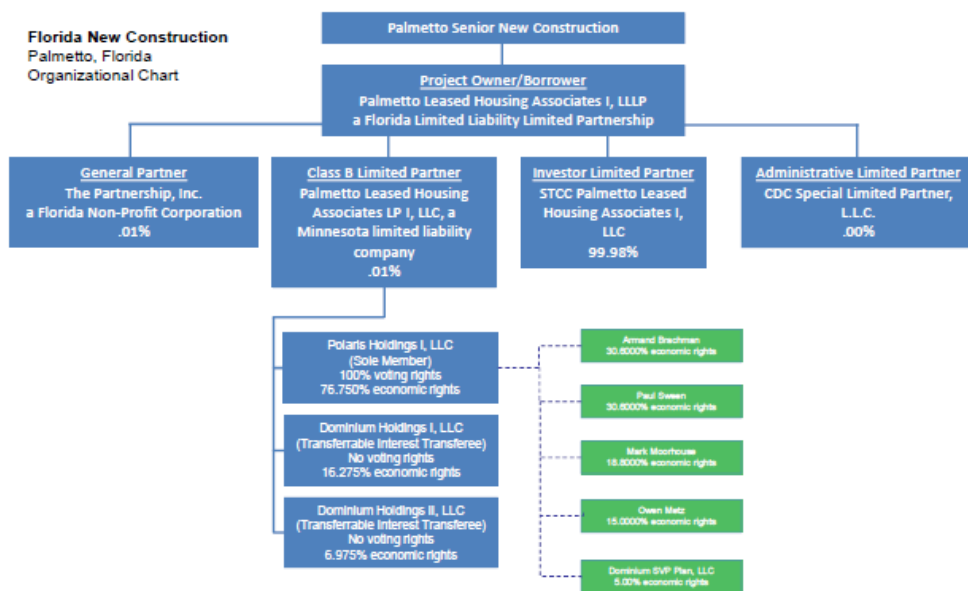 Florida New Construction
Palmetto, Florida
Organizational Chart
Palmetto Senior New Construction
Project Owner/Borrower
Palmetto Leased Housing Associates I, LLLP
a Florida Limited Liability Limited Partnership
General Partner
The Partnership, Inc.
a Florida Non-Profit Corporation
.01%
Class B Limited Partner
Palmetto Leased Housing
Associates LP I, LLC, a
Minnesota limited liability
company
.01%
Investor Limited Partner
STCC Palmetto Leased
Housing Associates I,
LLC
99.98%
Administrative Limited Partner
CDC Special Limited Partner,
L.L.C.
.00%
Polaris Holdings I, LLC
(Sole Member)
100% voting rights
76.750% economic rights
Dominium Holdings I, LLC
(Transferrable Interest Transferee)
No voting rights
16.275% economic rights
Dominium Holdings II, LLC
(Transferrable Interest Transferee)
No voting rights
6.975% economic rights
Armand Brachman
30.6000% economic rights
Paul Sween
30.6000% economic rights
Mark Moorhouse
18.8000% economic rights
Owen Metz
15.0000% economic rights
Dominium SVP Plan, LLC
5.00% economic rights